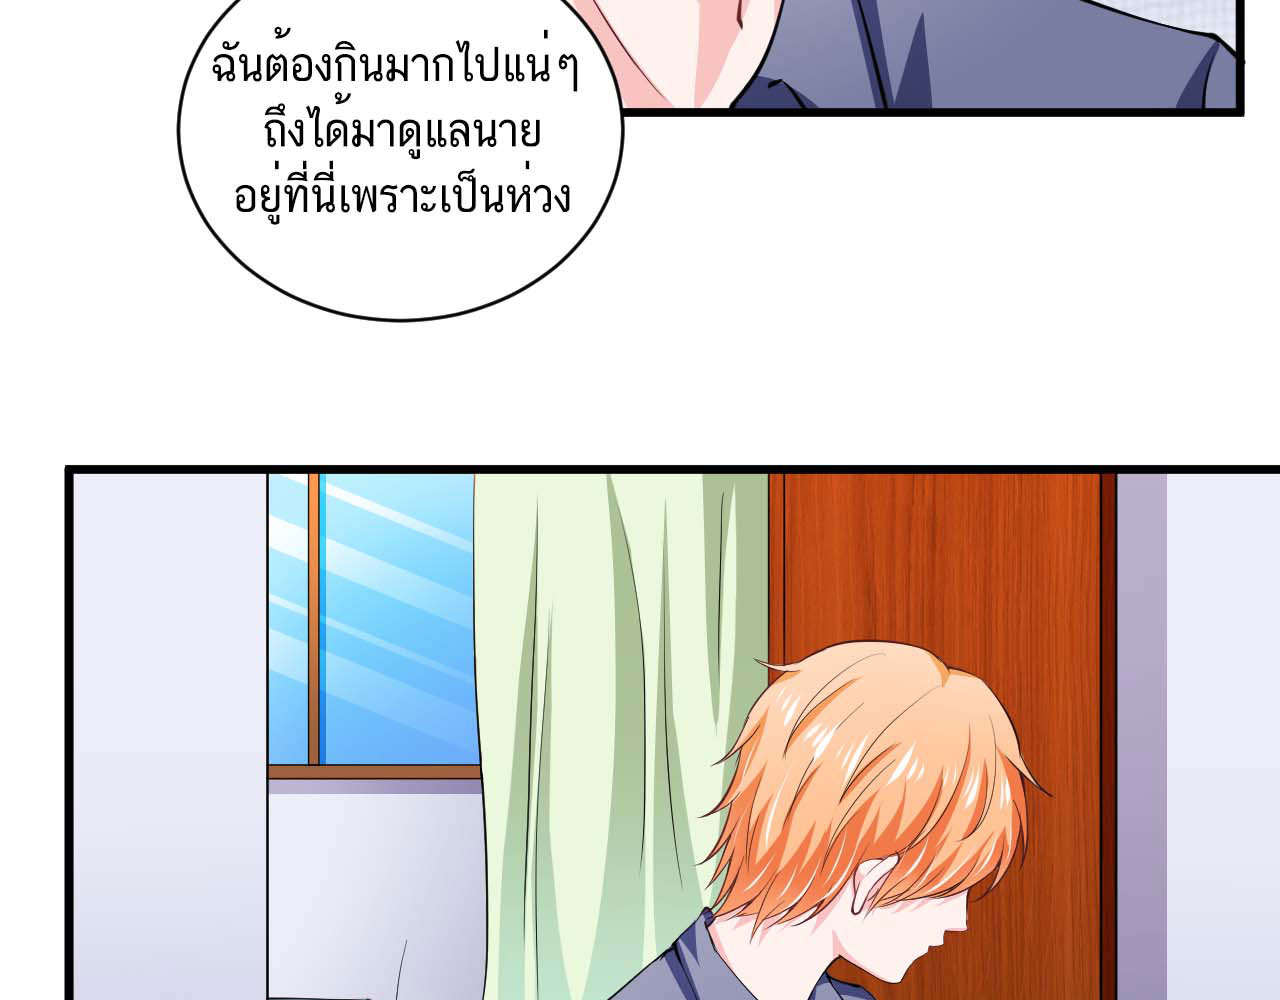 ฉันต้องกินมากไปแน่ๆ
ถึงได้มาดูแลนาย
อยู่ที่นี่เพราะเป็นห่วง